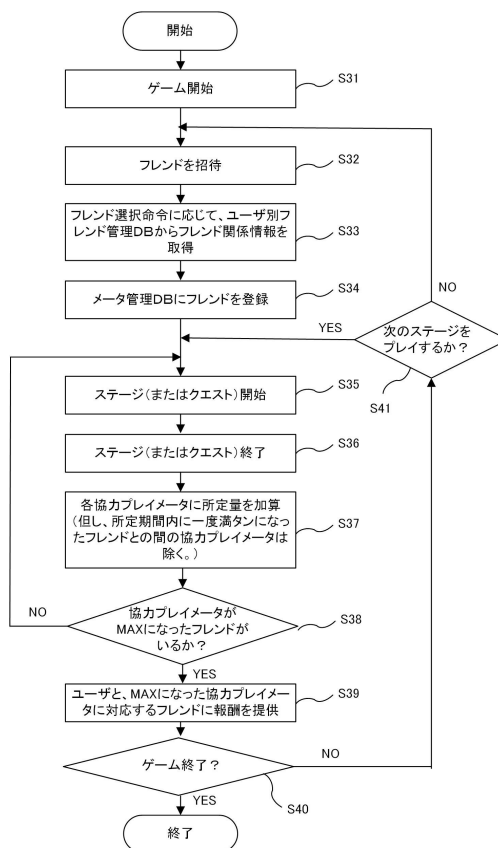 開始
ゲーム開始
S31
フレンドを招待
S32
フレンド選択命令に応じて、ユーザ別フ
レンド管理DBからフレンド関係情報を
取得
S33
メータ管理DBにフレンドを登録
S34
YES
NO
次のステージを
プレイするか?
S41
ステージ(またはクエスト)開始
S35
ステージ(またはクエスト)終了
S36
各協力プレイメータに所定量を加算
(但し、所定期間内に一度満タンになっ
たフレンドとの間の協力プレイメータは
除く。)
S37
NO
協力プレイメータが
MAXになったフレンドが
いるか?
S38
YES
ユーザと、MAXになった協力プレイメー
タに対応するフレンドに報酬を提供
S39
ゲーム終了?
NO
S40
YES
終了